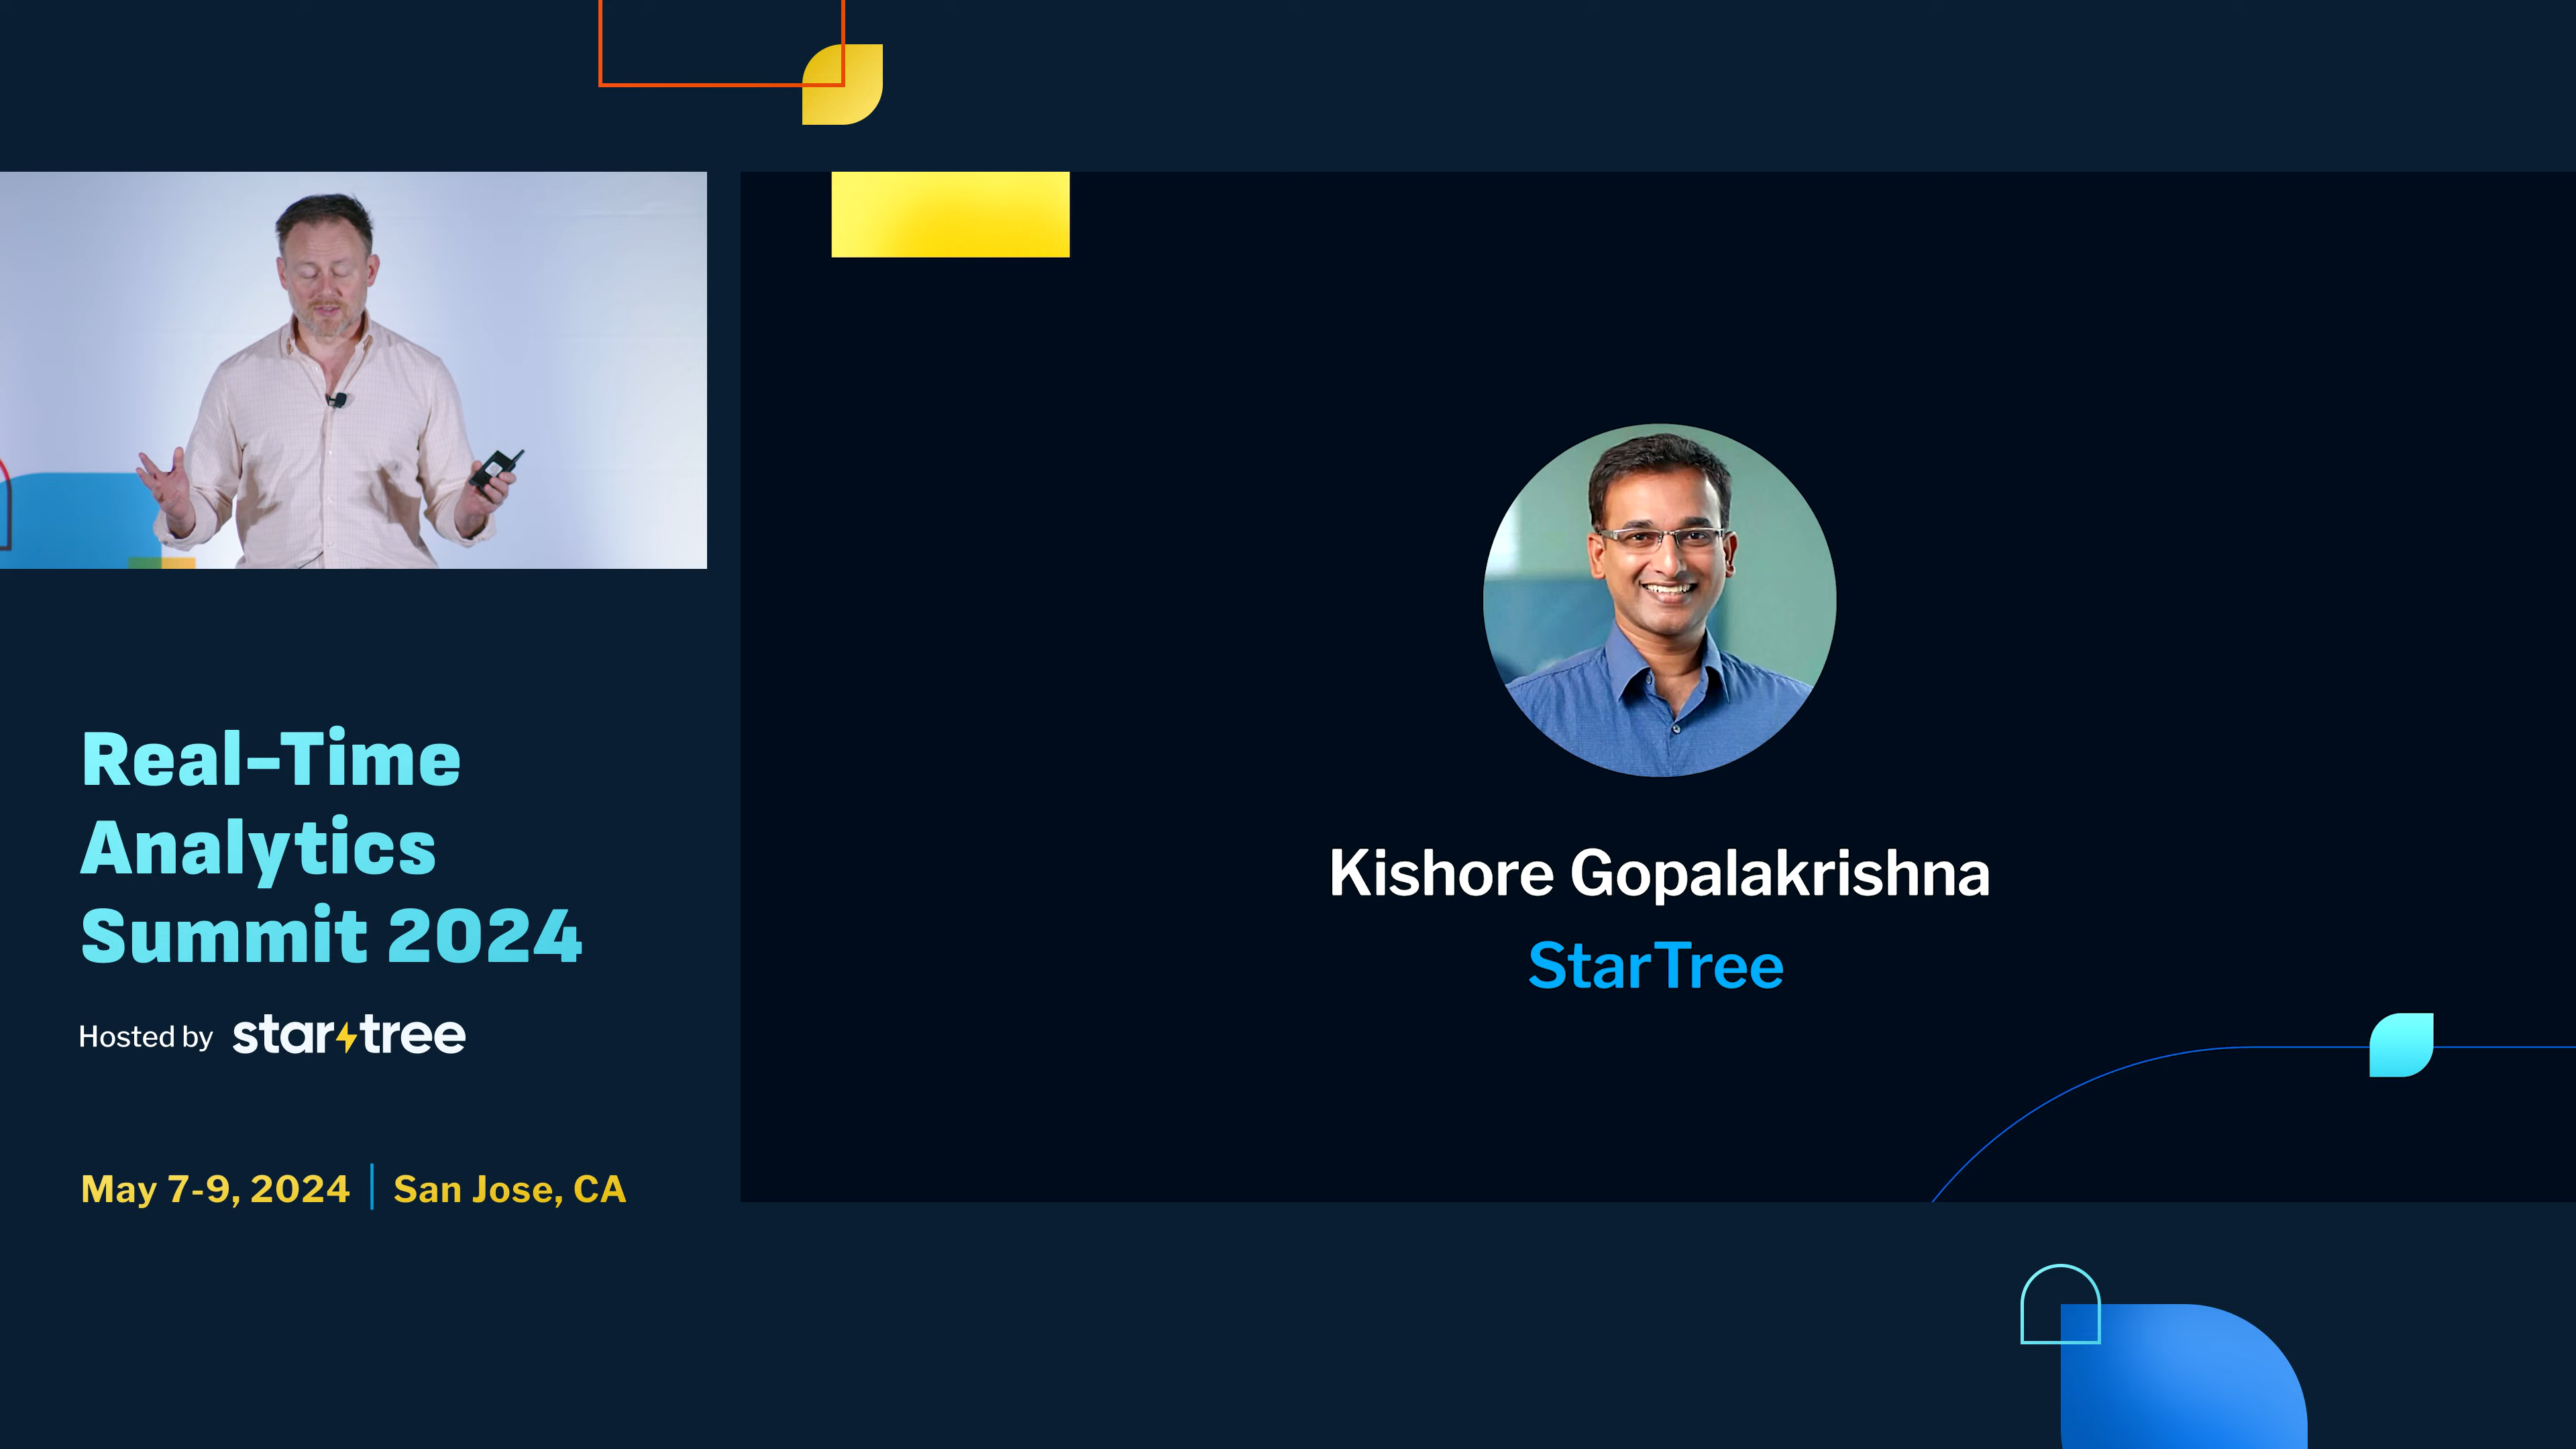 Real-Time
Analytics
Summit 2024
Hosted by startree
May 7-9, 2024 | San Jose, CA
Kishore Gopalakrishna
StarTree